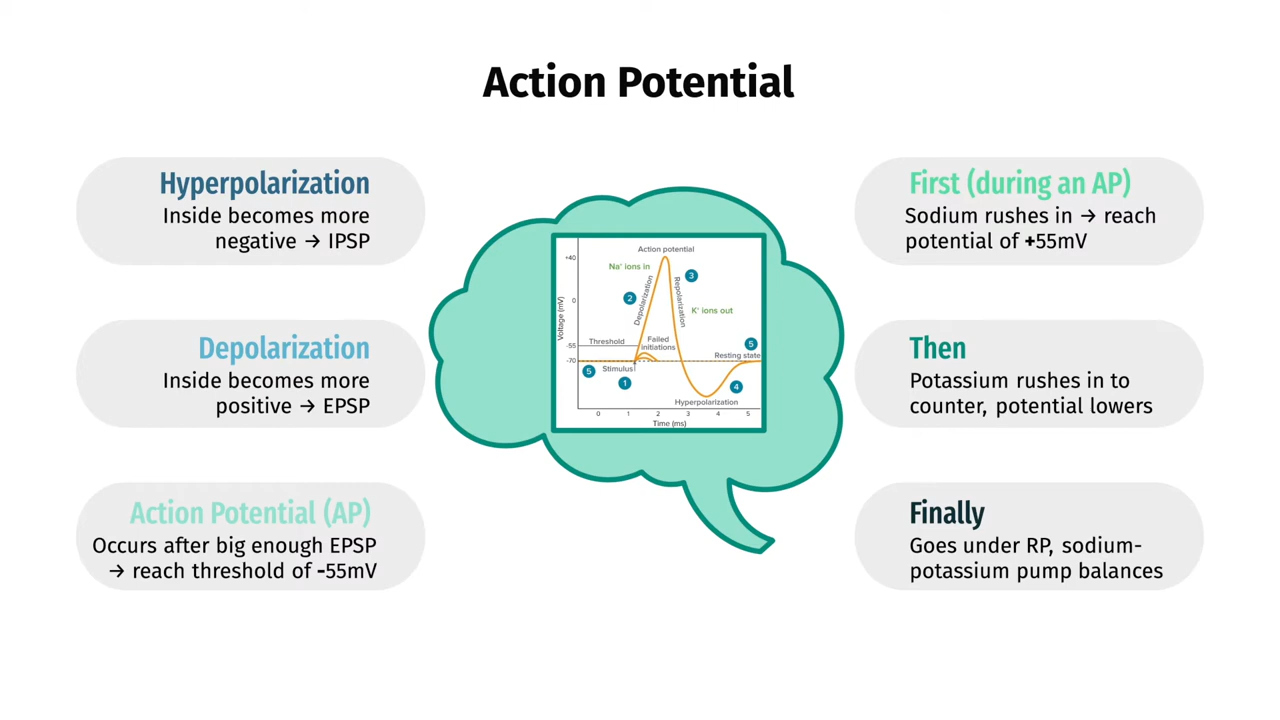 Action Potential
Hyperpolarization
Inside becomes more
negative → IPSP
Depolarization
Inside becomes more
positive → EPSP
Action Potential (AP)
Occurs after big enough EPSP
→ reach threshold of -55mV
Action potential
+40
Na⁺ ions in
3
2
Depolarization
Repolarization
0
K⁺ ions out
Voltage (mV)
Threshold
Failed
initiations
5
-55
Resting state
-70
Stimulus
5
1
4
Hyperpolarization
0 1 2 3 4 5
Time (ms)
First (during an AP)
Sodium rushes in → reach
potential of +55mV
Then
Potassium rushes in to
counter, potential lowers
Finally
Goes under RP, sodium-
potassium pump balances